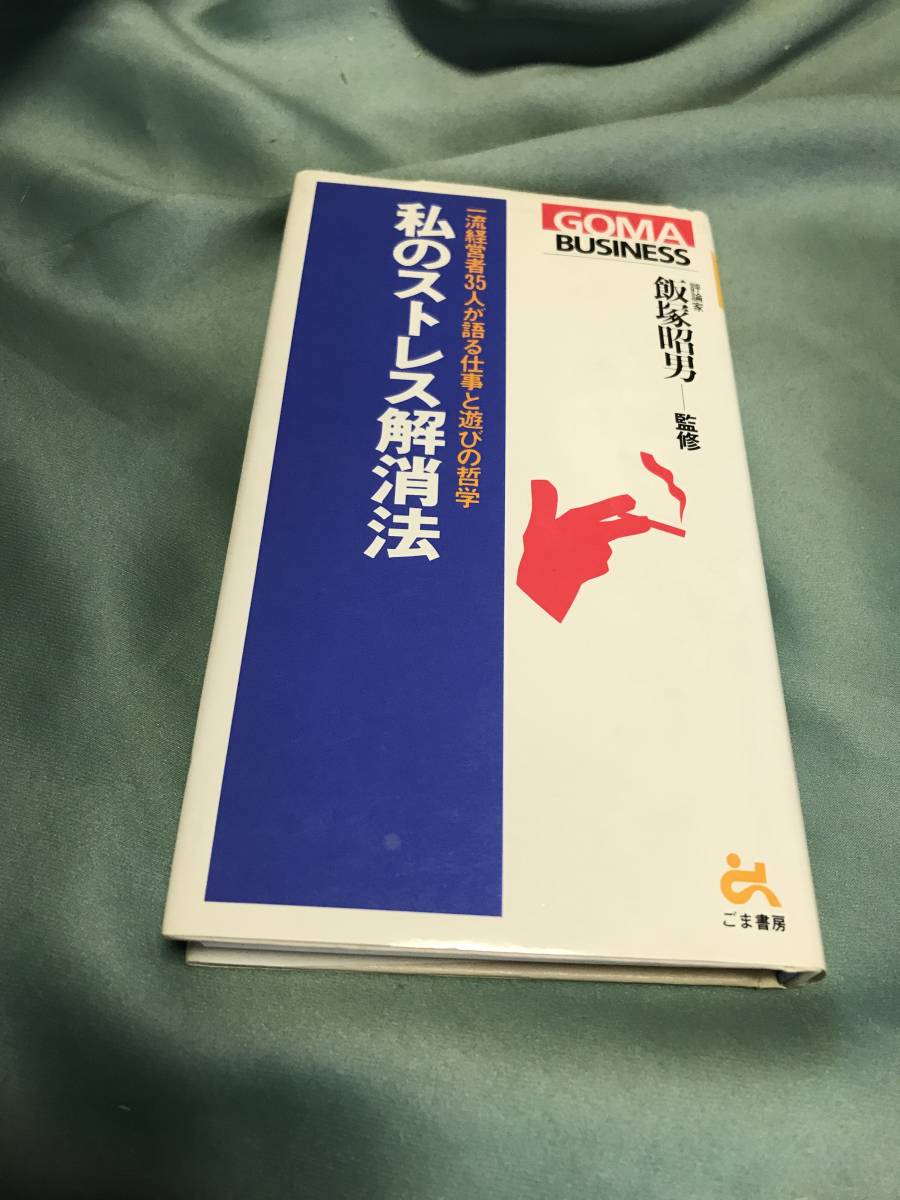 GOMA
BUSINESS
評論家
飯塚昭男——監修
一流経営者35人が語る仕事と遊びの哲学
私のストレス解消法
ごま書房